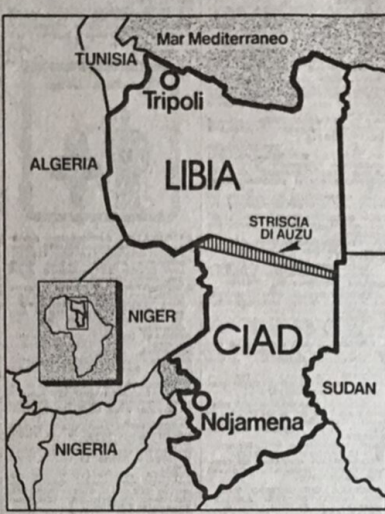 Mar Mediterraneo
TUNISIA
Tripoli
ALGERIA
LIBIA
STRISCIA
DI AUZU
NIGER
CIAD
SUDAN
Ndjamena
NIGERIA